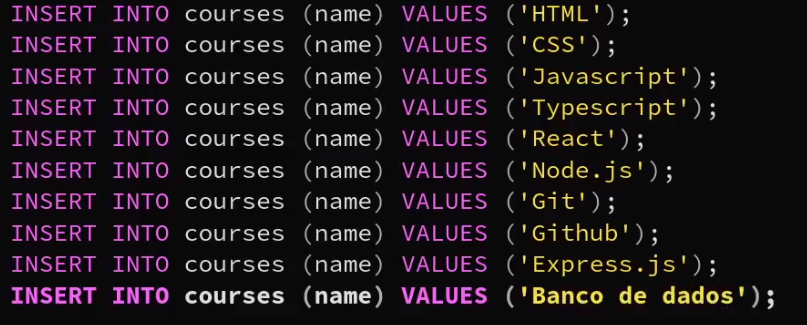 INSERT INTO courses (name) VALUES ('HTML');
INSERT INTO courses (name) VALUES ('CSS');
INSERT INTO courses (name) VALUES ('Javascript');
INSERT INTO courses (name) VALUES ('Typescript');
INSERT INTO courses (name) VALUES ('React');
INSERT INTO courses (name) VALUES ('Node.js');
INSERT INTO courses (name) VALUES ('Git');
INSERT INTO courses (name) VALUES ('Github');
INSERT INTO courses (name) VALUES ('Express.js');
INSERT INTO courses (name) VALUES ('Banco de dados');